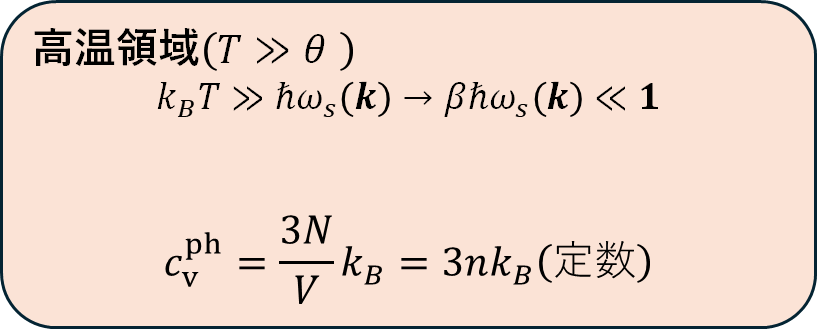 高温領域(T ≫ θ )
k_B T ≫ ℏω_s(k) → βℏω_s(k) ≪ 1
c_v^ph = 3N/V k_B = 3nk_B(定数)